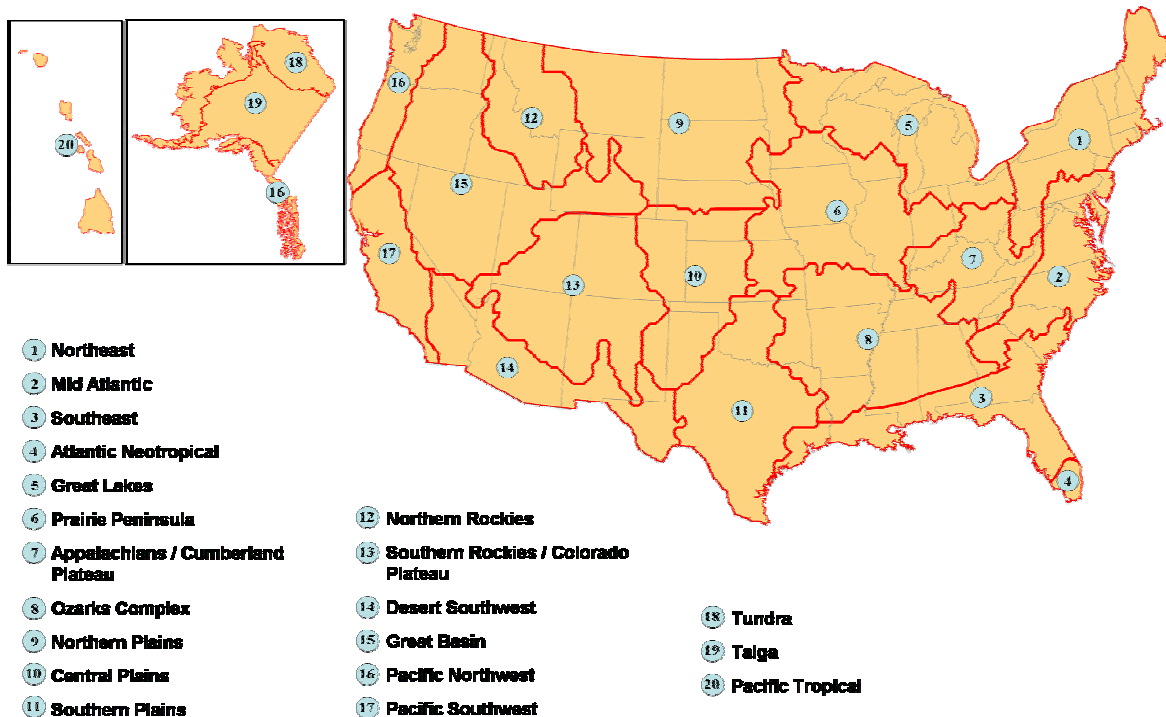 18
16
19
12
9
5
1
20
16
15
6
17
7
13
10
2
8
14
3
11
4
1 Northeast
2 Mid Atlantic
3 Southeast
4 Atlantic Neotropical
5 Great Lakes
6 Prairie Peninsula
7 Appalachians / Cumberland
Plateau
8 Ozarks Complex
9 Northern Plains
10 Central Plains
11 Southern Plains
12 Northern Rockies
13 Southern Rockies / Colorado
Plateau
14 Desert Southwest
15 Great Basin
16 Pacific Northwest
17 Pacific Southwest
18 Tundra
19 Taiga
20 Pacific Tropical